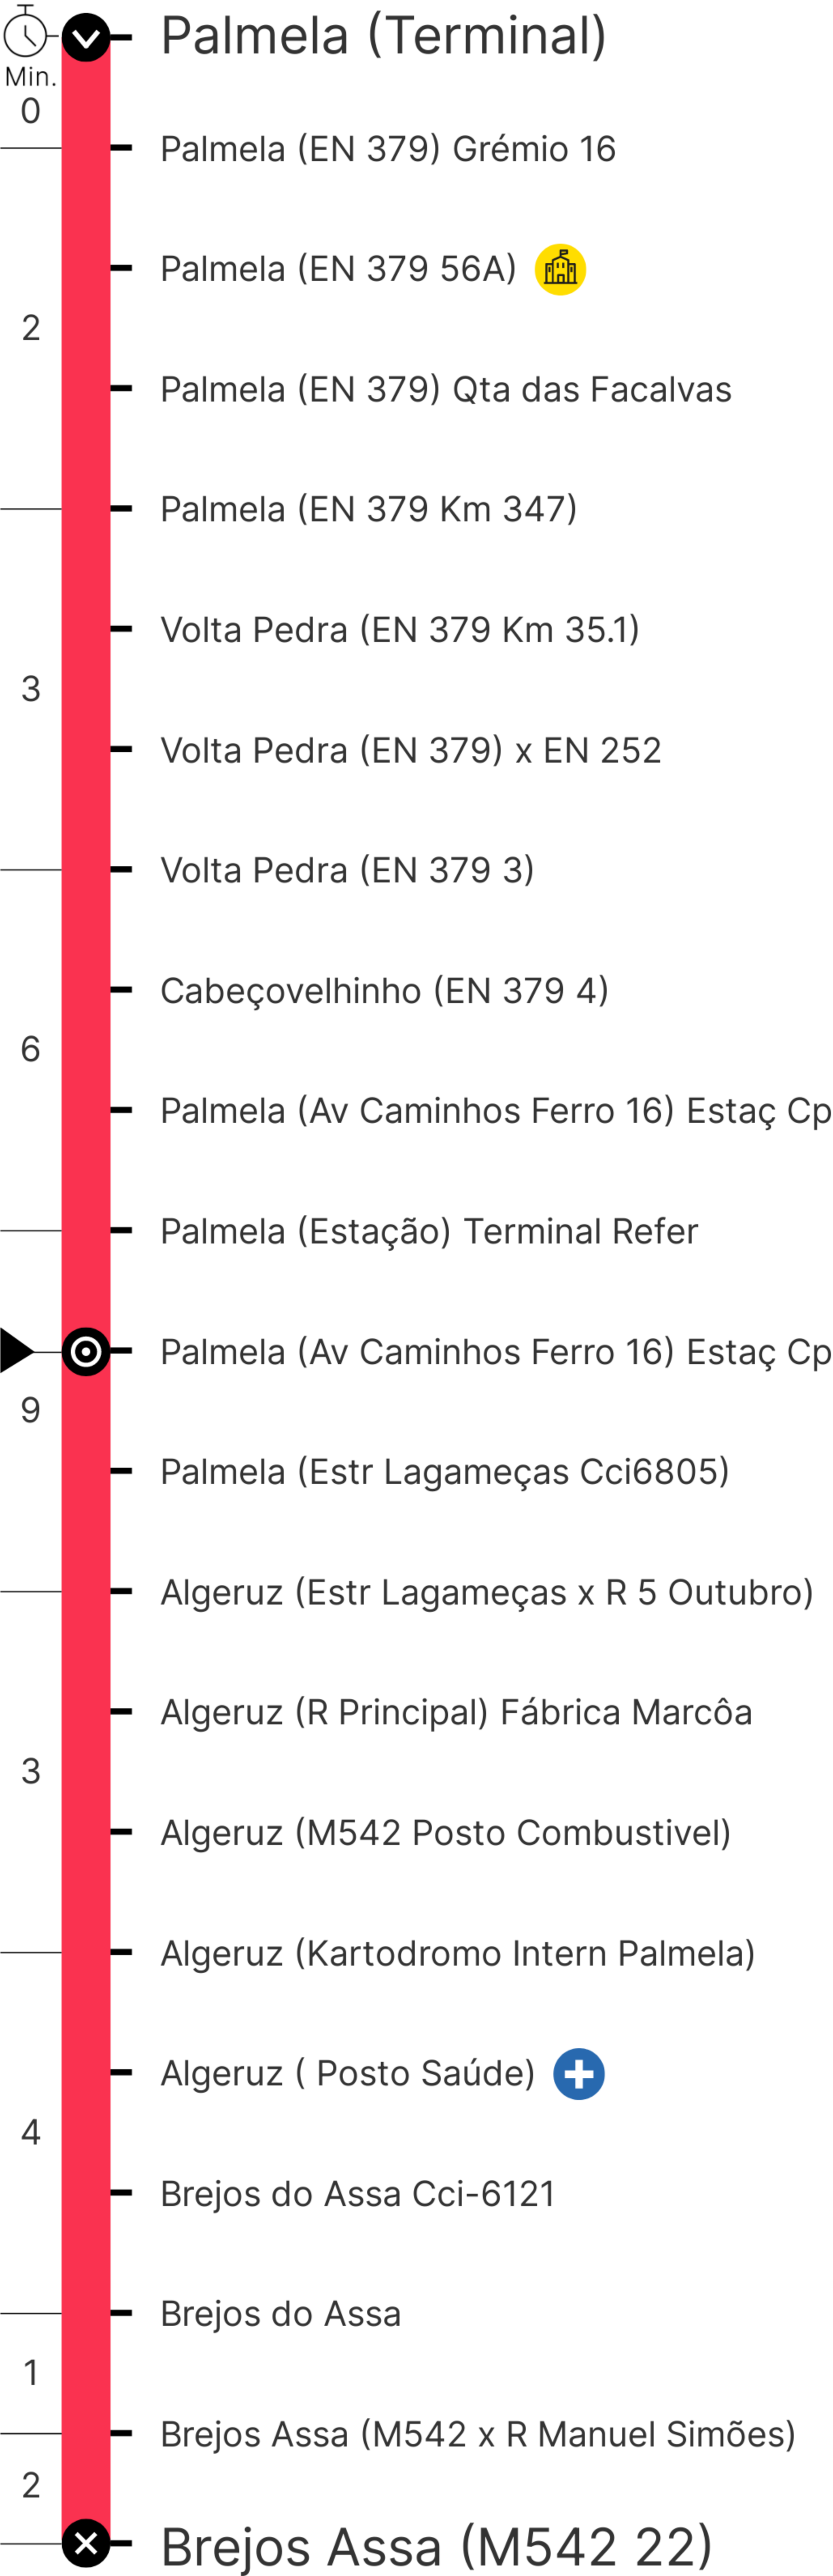 Palmela (Terminal)
Min.
0
Palmela (EN 379) Grémio 16
Palmela (EN 379 56A)
2
Palmela (EN 379) Qta das Facalvas
Palmela (EN 379 Km 347)
Volta Pedra (EN 379 Km 35.1)
3
Volta Pedra (EN 379) x EN 252
Volta Pedra (EN 379 3)
Cabeçovelhinho (EN 379 4)
6
Palmela (Av Caminhos Ferro 16) Estaç Cp
Palmela (Estação) Terminal Refer
Palmela (Av Caminhos Ferro 16) Estaç Cp
9
Palmela (Estr Lagameças Cci6805)
Algeruz (Estr Lagameças x R 5 Outubro)
Algeruz (R Principal) Fábrica Marcôa
3
Algeruz (M542 Posto Combustivel)
Algeruz (Kartodromo Intern Palmela)
Algeruz ( Posto Saúde)
4
Brejos do Assa Cci-6121
Brejos do Assa
1
Brejos Assa (M542 x R Manuel Simões)
2
Brejos Assa (M542 22)